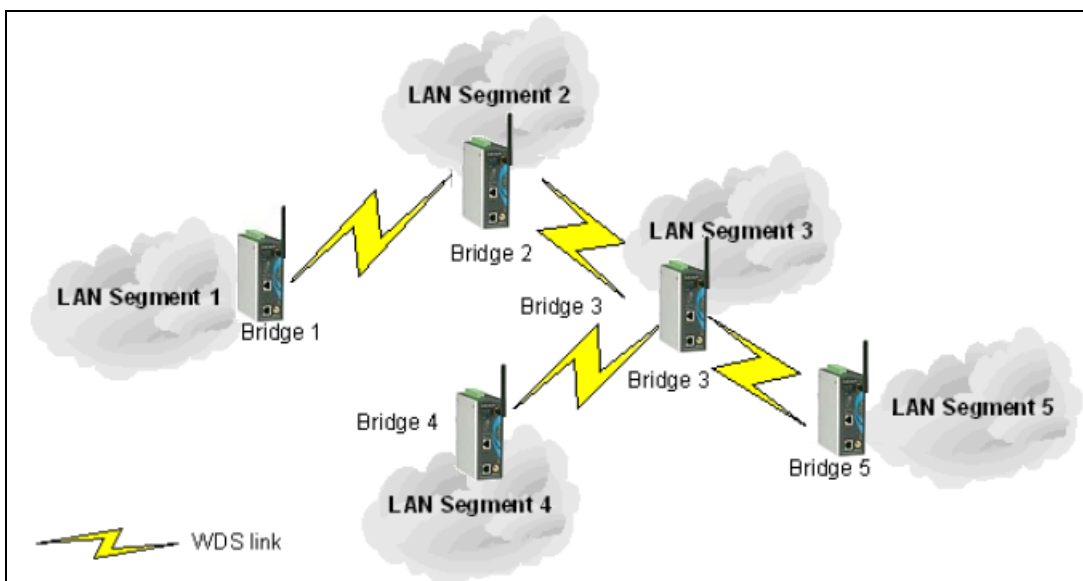 LAN Segment 2
LAN Segment 3
Bridge 2
LAN Segment 1
Bridge 3
Bridge 1
Bridge 3
LAN Segment 5
Bridge 4
Bridge 5
LAN Segment 4
WDS link